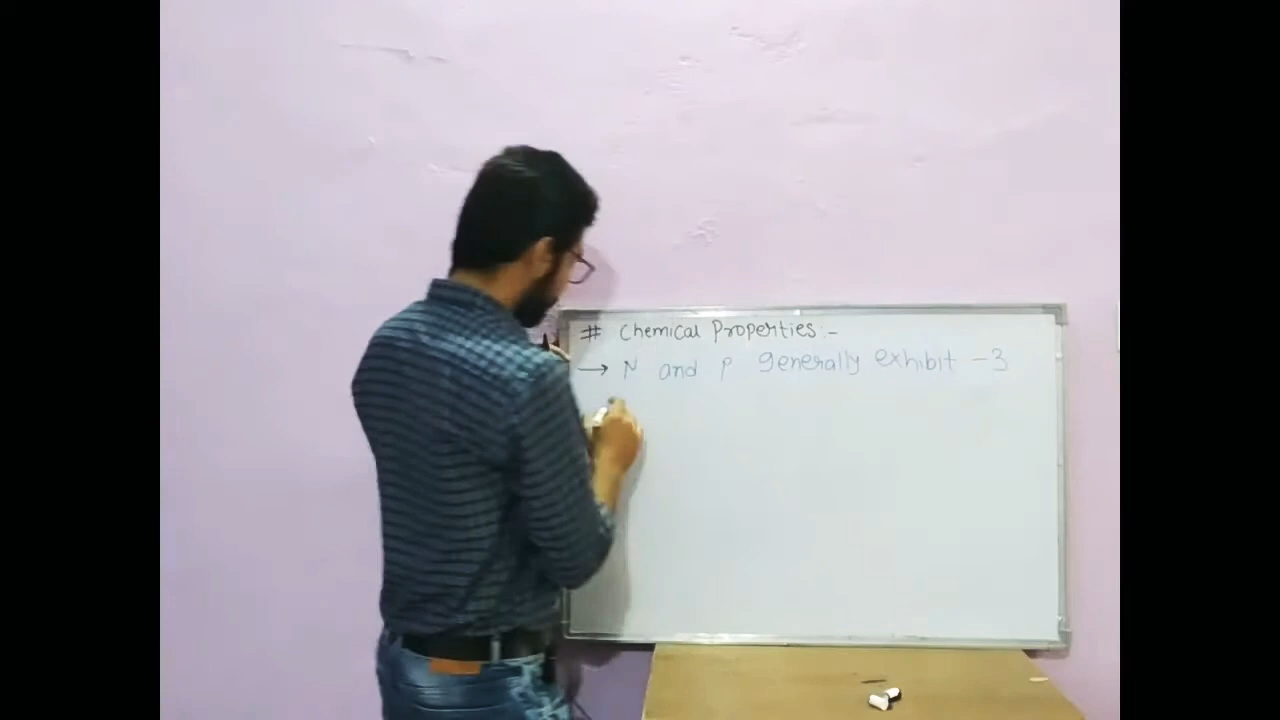 # Chemical Properties:-
→ N and P generally exhibit -3